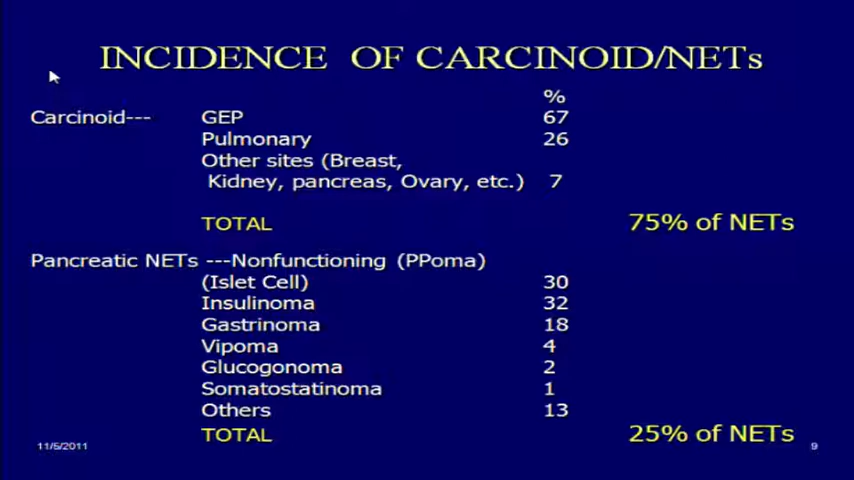 INCIDENCE OF CARCINOID/NETs
%
Carcinoid--- GEP 67
Pulmonary 26
Other sites (Breast,
Kidney, pancreas, Ovary, etc.) 7
TOTAL 75% of NETs
Pancreatic NETs ---Nonfunctioning (PPoma)
(Islet Cell) 30
Insulinoma 32
Gastrinoma 18
Vipoma 4
Glucogonoma 2
Somatostatinoma 1
Others 13
TOTAL 25% of NETs
11/5/2011 9